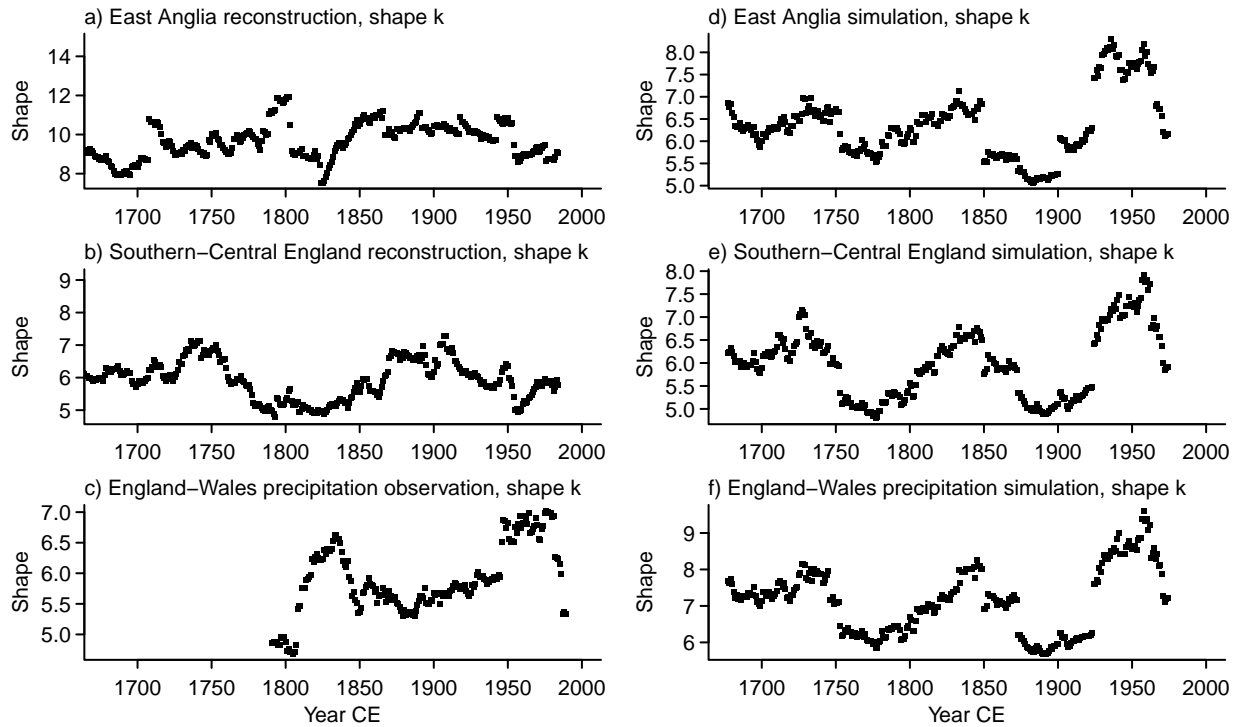 a) East Anglia reconstruction, shape k
Shape
14
12
10
8
1700 1750 1800 1850 1900 1950 2000
b) Southern−Central England reconstruction, shape k
Shape
9
8
7
6
5
1700 1750 1800 1850 1900 1950 2000
c) England−Wales precipitation observation, shape k
Shape
7.0
6.5
6.0
5.5
5.0
1700 1750 1800 1850 1900 1950 2000
Year CE
d) East Anglia simulation, shape k
Shape
8.0
7.5
7.0
6.5
6.0
5.5
5.0
1700 1750 1800 1850 1900 1950 2000
e) Southern−Central England simulation, shape k
Shape
8.0
7.5
7.0
6.5
6.0
5.5
5.0
1700 1750 1800 1850 1900 1950 2000
f) England−Wales precipitation simulation, shape k
Shape
9
8
7
6
1700 1750 1800 1850 1900 1950 2000
Year CE